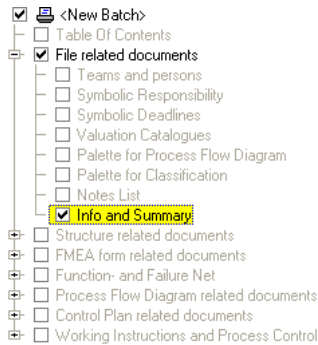 <New Batch>
Table Of Contents
File related documents
Teams and persons
Symbolic Responsibility
Symbolic Deadlines
Valuation Catalogues
Palette for Process Flow Diagram
Palette for Classification
Notes List
Info and Summary
Structure related documents
FMEA form related documents
Function- and Failure Net
Process Flow Diagram related documents
Control Plan related documents
Working Instructions and Process Control